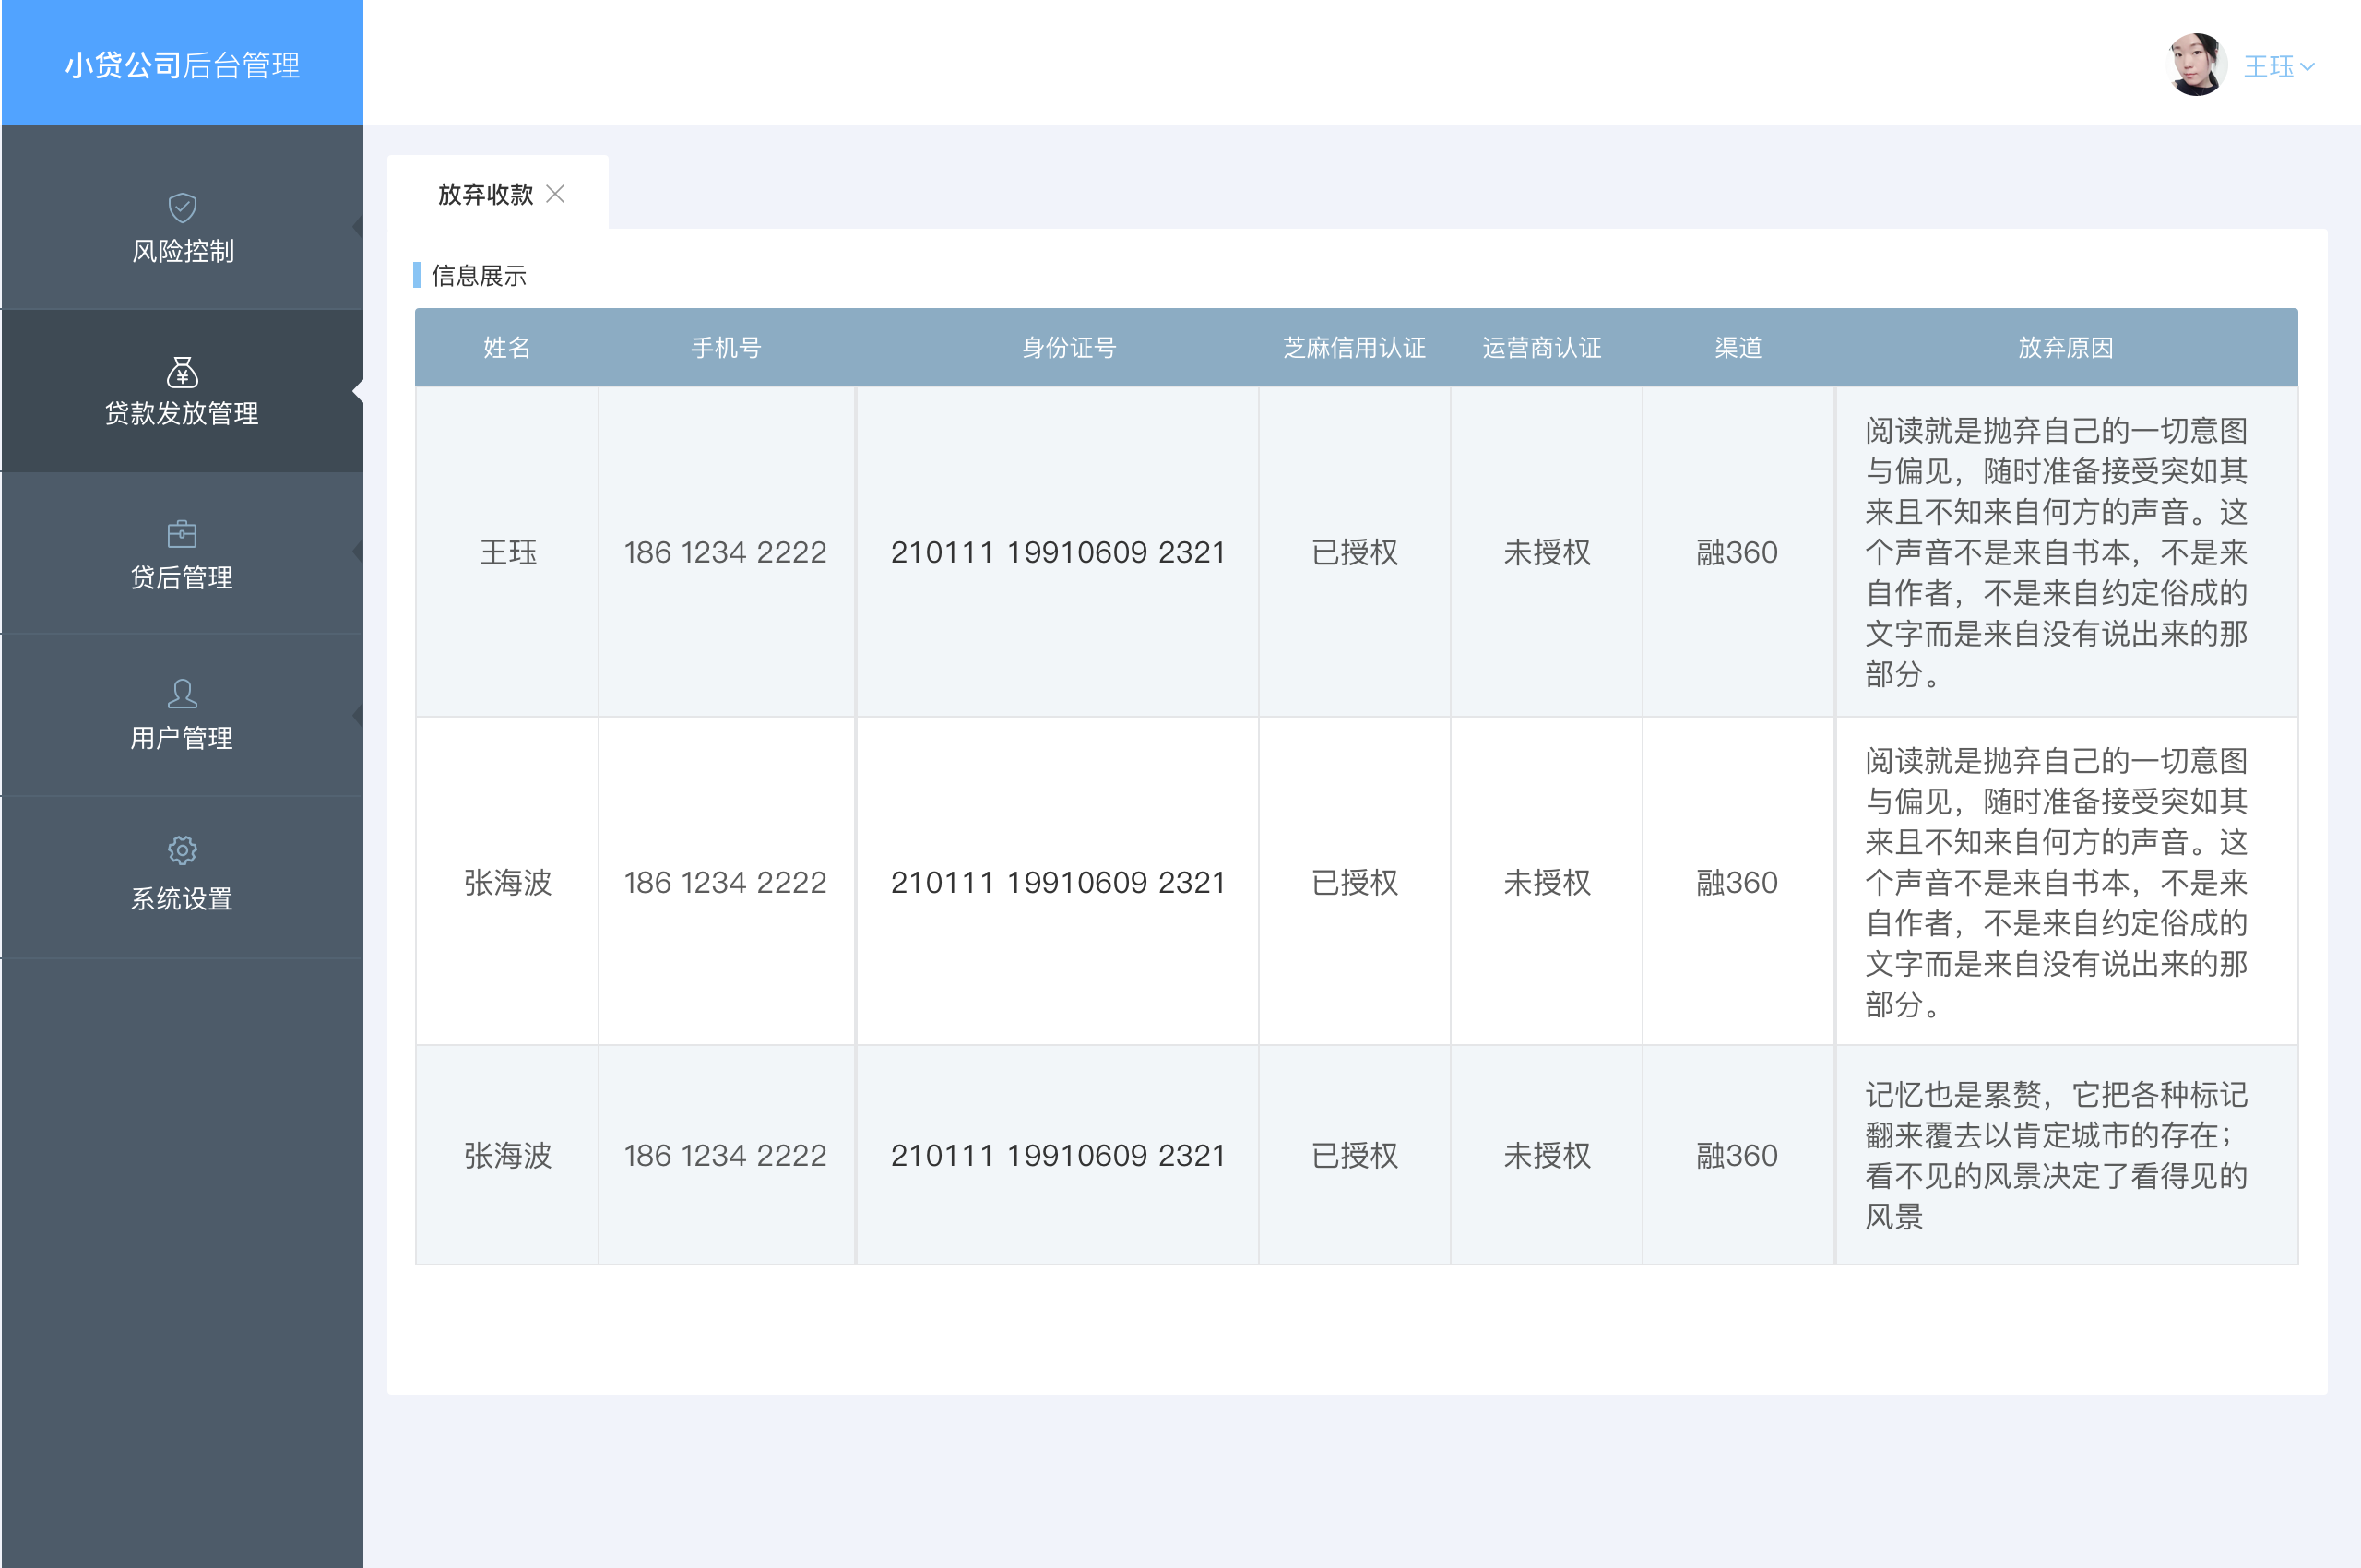 小贷公司后台管理
王珏
风险控制
贷款发放管理
贷后管理
用户管理
系统设置
放弃收款
信息展示
姓名 手机号 身份证号 芝麻信用认证 运营商认证 渠道 放弃原因
王珏 186 1234 2222 210111 19910609 2321 已授权 未授权 融360
阅读就是抛弃自己的一切意图
与偏见，随时准备接受突如其
来且不知来自何方的声音。这
个声音不是来自书本，不是来
自作者，不是来自约定俗成的
文字而是来自没有说出来的那
部分。
张海波 186 1234 2222 210111 19910609 2321 已授权 未授权 融360
阅读就是抛弃自己的一切意图
与偏见，随时准备接受突如其
来且不知来自何方的声音。这
个声音不是来自书本，不是来
自作者，不是来自约定俗成的
文字而是来自没有说出来的那
部分。
张海波 186 1234 2222 210111 19910609 2321 已授权 未授权 融360
记忆也是累赘，它把各种标记
翻来覆去以肯定城市的存在；
看不见的风景决定了看得见的
风景